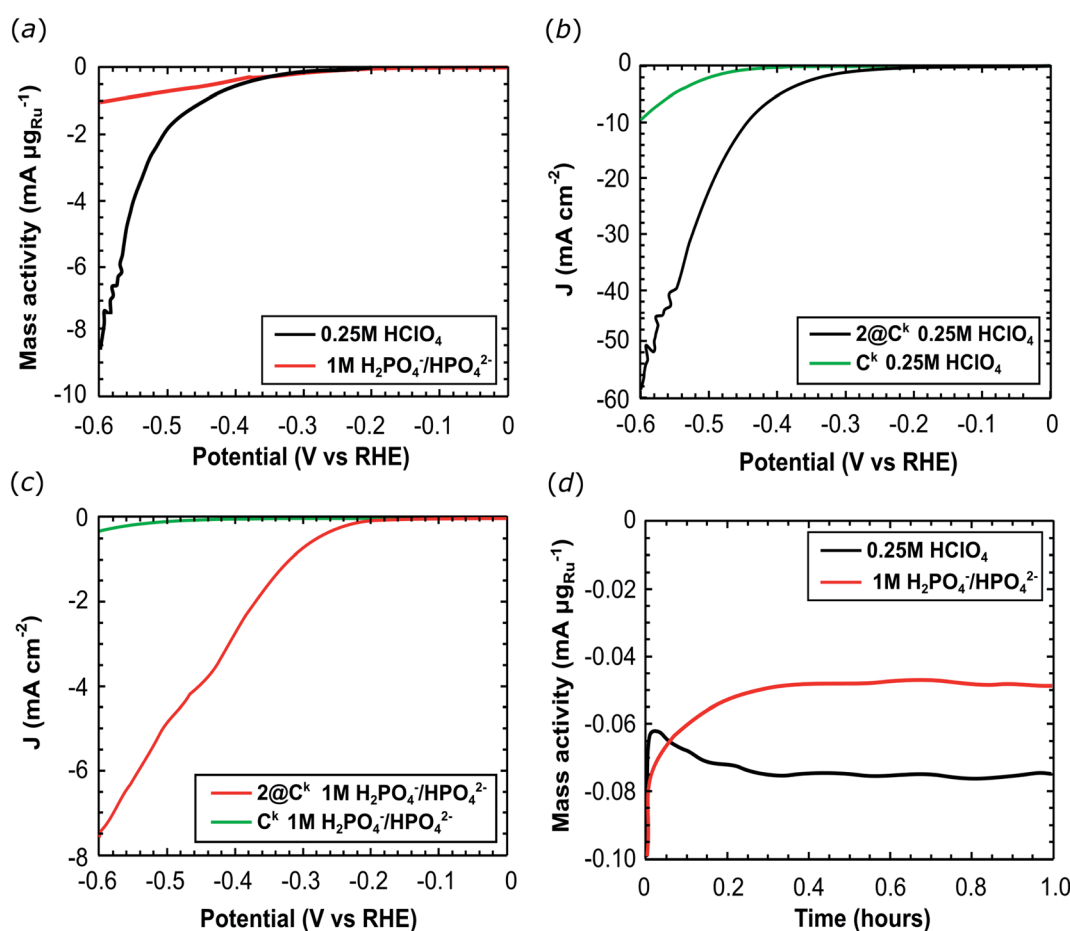 (a)
0
-2
-4
-6
-8
-10
Mass activity (mA μg_Ru⁻¹)
0.25M HClO₄
1M H₂PO₄⁻/HPO₄²⁻
-0.6 -0.5 -0.4 -0.3 -0.2 -0.1 0
Potential (V vs RHE)
(b)
0
-10
-20
-30
-40
-50
-60
J (mA cm⁻²)
2@Cᵏ 0.25M HClO₄
Cᵏ 0.25M HClO₄
-0.6 -0.5 -0.4 -0.3 -0.2 -0.1 0
Potential (V vs RHE)
(c)
0
-2
-4
-6
-8
J (mA cm⁻²)
2@Cᵏ 1M H₂PO₄⁻/HPO₄²⁻
Cᵏ 1M H₂PO₄⁻/HPO₄²⁻
-0.6 -0.5 -0.4 -0.3 -0.2 -0.1 0
Potential (V vs RHE)
(d)
0
-0.02
-0.04
-0.06
-0.08
-0.10
Mass activity (mA μg_Ru⁻¹)
0.25M HClO₄
1M H₂PO₄⁻/HPO₄²⁻
0 0.2 0.4 0.6 0.8 1.0
Time (hours)